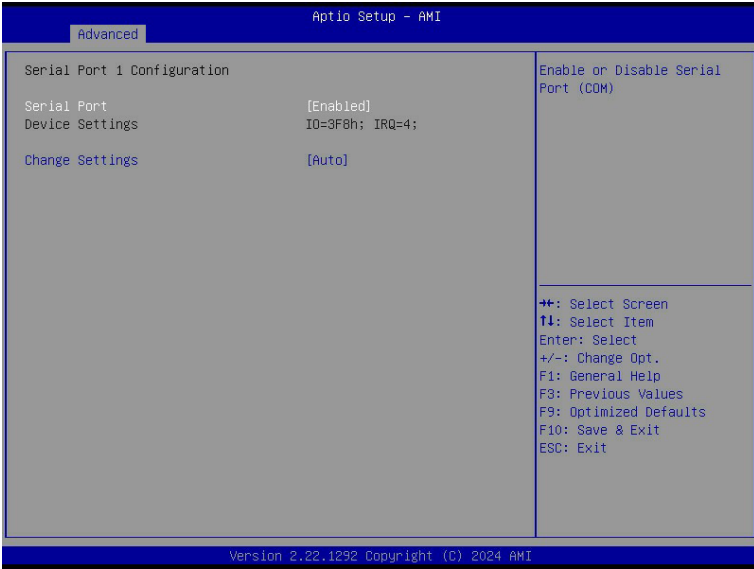 Aptio Setup – AMI
Advanced
Serial Port 1 Configuration
Serial Port [Enabled]
Device Settings IO=3F8h; IRQ=4;
Change Settings [Auto]
Enable or Disable Serial
Port (COM)
→←: Select Screen
↑↓: Select Item
Enter: Select
+/-: Change Opt.
F1: General Help
F3: Previous Values
F9: Optimized Defaults
F10: Save & Exit
ESC: Exit
Version 2.22.1292 Copyright (C) 2024 AMI